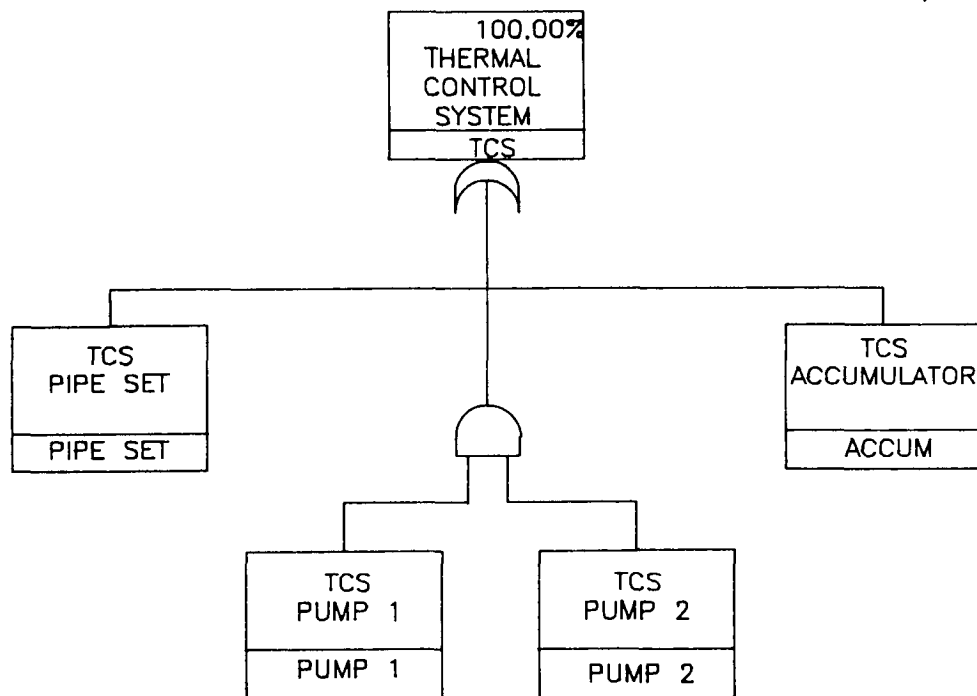 100.00%
THERMAL
CONTROL
SYSTEM
TCS
TCS
PIPE SET
PIPE SET
TCS
ACCUMULATOR
ACCUM
TCS
PUMP 1
PUMP 1
TCS
PUMP 2
PUMP 2